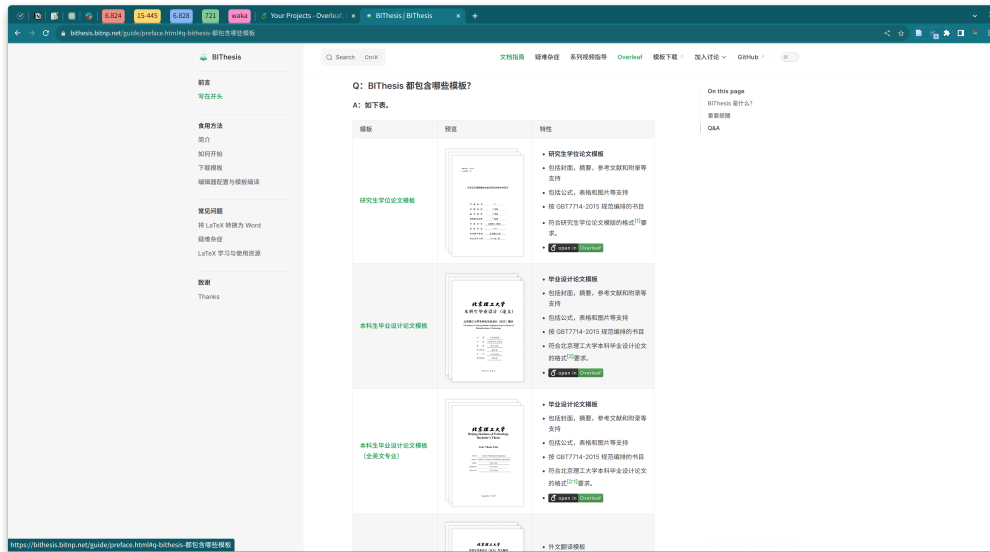 6.824
15-445
6.828
721
waka
Your Projects - Overleaf,
BIThesis | BIThesis
bithesis.bitnp.net/guide/preface.html#q-bithesis-都包含哪些模板
BIThesis
Search
Ctrl K
文档指南
疑难杂症
系列视频指导
Overleaf
模板下载
加入讨论
GitHub
前言
写在开头
食用方法
简介
如何开始
下载模板
编辑器配置与模板编译
常见问题
将 LaTeX 转换为 Word
疑难杂症
LaTeX 学习与使用资源
致谢
Thanks
Q：BIThesis 都包含哪些模板？
A：如下表。
模板
预览
特性
研究生学位论文模板
研究生学位论文模板
包括封面，摘要，参考文献和附录等
支持
包括公式，表格和图片等支持
按 GBT7714-2015 规范编排的书目
符合研究生学位论文模版的格式[1]要
求。
open in Overleaf
本科生毕业设计论文模板
北京理工大学
本科生毕业设计（论文）
毕业设计论文模板
包括封面，摘要，参考文献和附录等
支持
包括公式，表格和图片等支持
按 GBT7714-2015 规范编排的书目
符合北京理工大学本科毕业设计论文
的格式[2]要求。
open in Overleaf
本科生毕业设计论文模板
（全英文专业）
北京理工大学
Beijing Institute of Technology
Bachelor's Thesis
毕业设计论文模板
包括封面，摘要，参考文献和附录等
支持
包括公式，表格和图片等支持
按 GBT7714-2015 规范编排的书目
符合北京理工大学本科毕业设计论文
的格式[2:1]要求。
open in Overleaf
北京理工大学
外文翻译模板
On this page
BIThesis 是什么？
重要提醒
Q&A
https://bithesis.bitnp.net/guide/preface.html#q-bithesis-都包含哪些模板